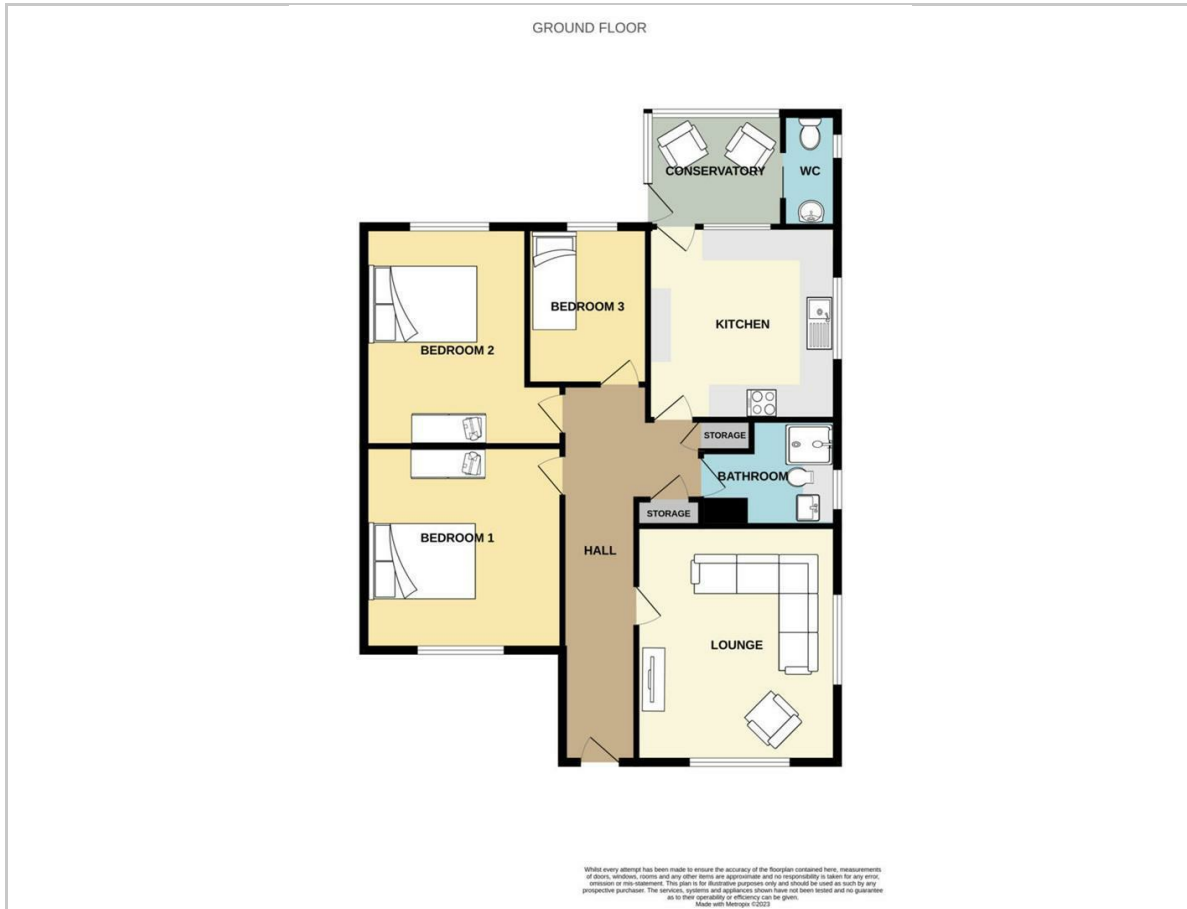 GROUND FLOOR
CONSERVATORY
WC
BEDROOM 3
KITCHEN
BEDROOM 2
STORAGE
BATHROOM
STORAGE
BEDROOM 1
HALL
LOUNGE
Whilst every attempt has been made to ensure the accuracy of the floorplan contained here, measurements
of doors, windows, rooms and any other items are approximate and no responsibility is taken for any error,
omission or mis-statement. This plan is for illustrative purposes only and should be used as such by any
prospective purchaser. The services, systems and appliances shown have not been tested and no guarantee
as to their operability or efficiency can be given.
Made with Metropix ©2023